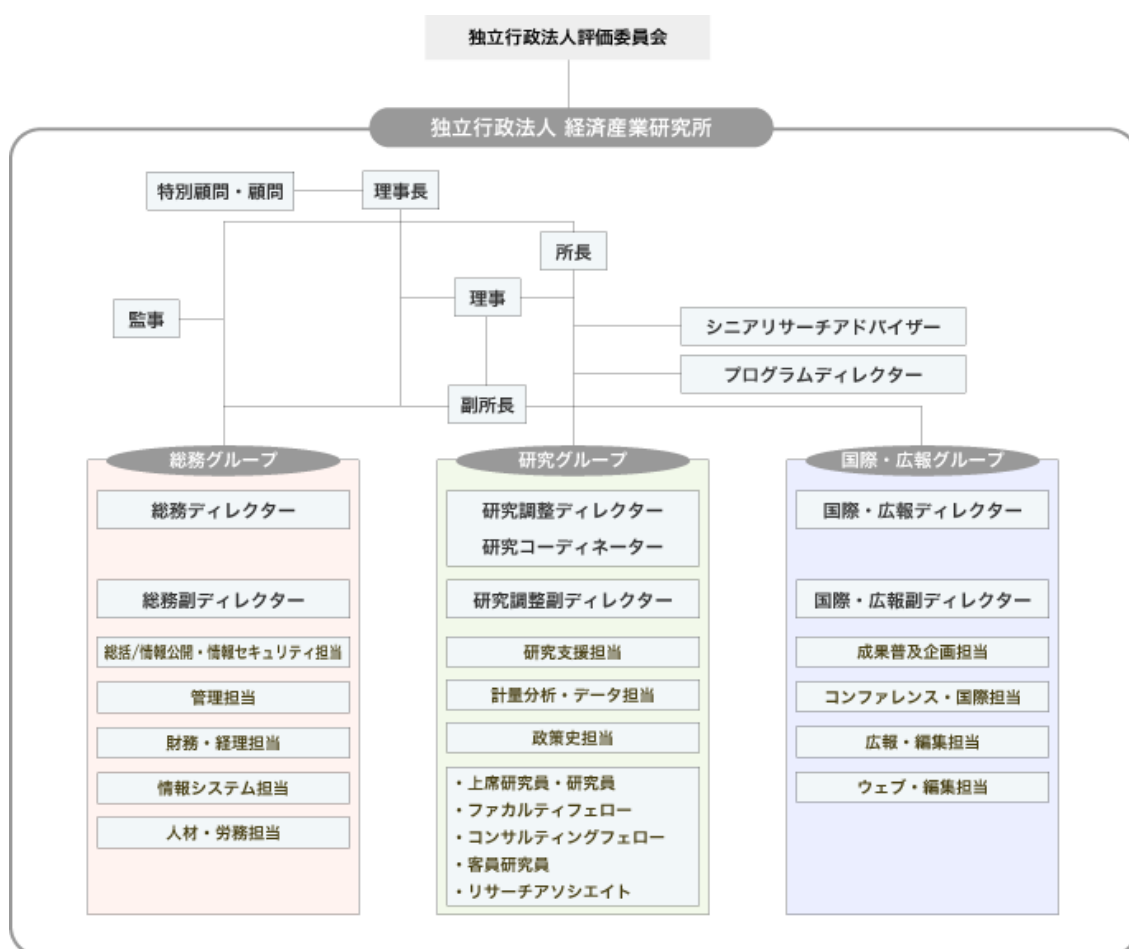 独立行政法人評価委員会
独立行政法人 経済産業研究所
特別顧問・顧問
理事長
所長
理事
監事
シニアリサーチアドバイザー
プログラムディレクター
副所長
総務グループ
総務ディレクター
総務副ディレクター
総括/情報公開・情報セキュリティ担当
管理担当
財務・経理担当
情報システム担当
人材・労務担当
研究グループ
研究調整ディレクター
研究コーディネーター
研究調整副ディレクター
研究支援担当
計量分析・データ担当
政策史担当
・上席研究員・研究員
・ファカルティフェロー
・コンサルティングフェロー
・客員研究員
・リサーチアソシエイト
国際・広報グループ
国際・広報ディレクター
国際・広報副ディレクター
成果普及企画担当
コンファレンス・国際担当
広報・編集担当
ウェブ・編集担当